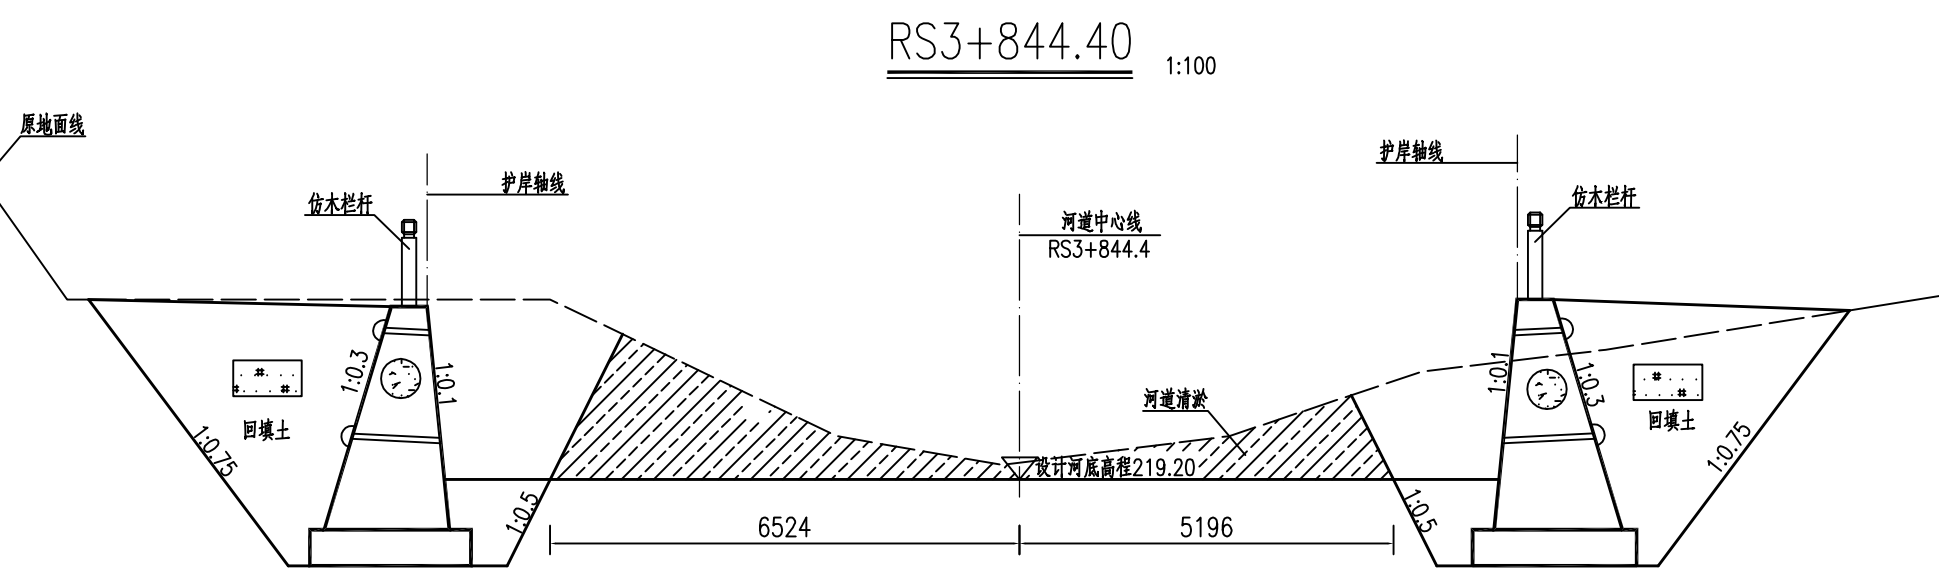 RS3+844.40
1:100
原地面线
护岸轴线
护岸轴线
仿木栏杆
仿木栏杆
河道中心线
RS3+844.4
1:0.3
1:0.1
1:0.1
1:0.3
河道清淤
回填土
回填土
1:0.75
1:0.75
设计河底高程219.20
1:0.5
1:0.5
6524
5196